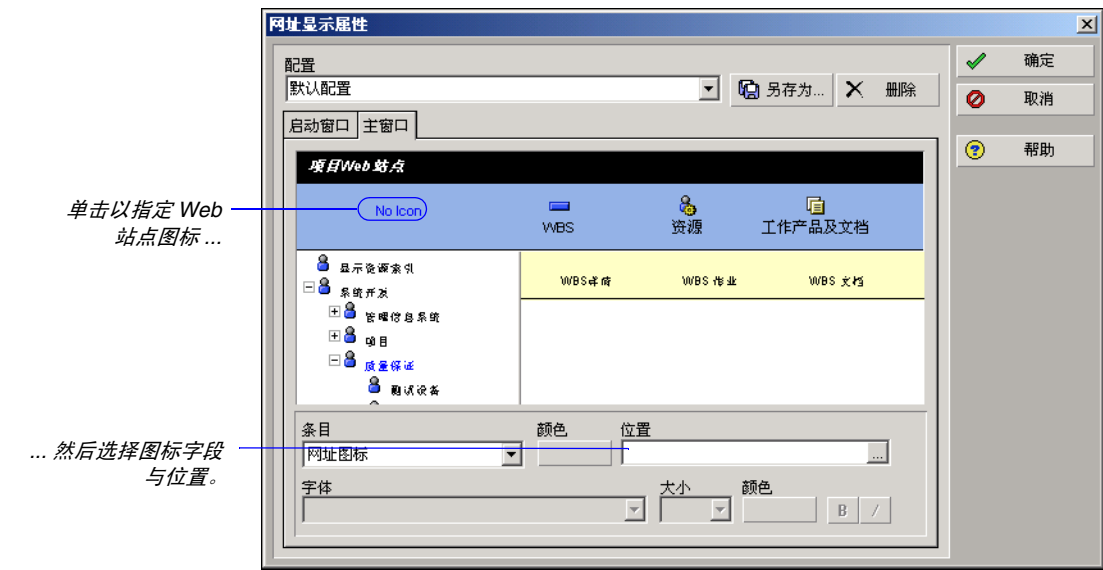 网址显示属性
配置
默认配置
另存为...
删除
确定
取消
帮助
启动窗口
主窗口
项目Web 站点
No Icon
WBS
资源
工作产品及文档
单击以指定 Web
站点图标 ...
显示资源索引
系统开发
管理信息系统
项目
质量保证
测试设备
WBS 作业
WBS 文档
条目
颜色
位置
网址图标
...
... 然后选择图标字段
与位置。
字体
大小
颜色
B
/